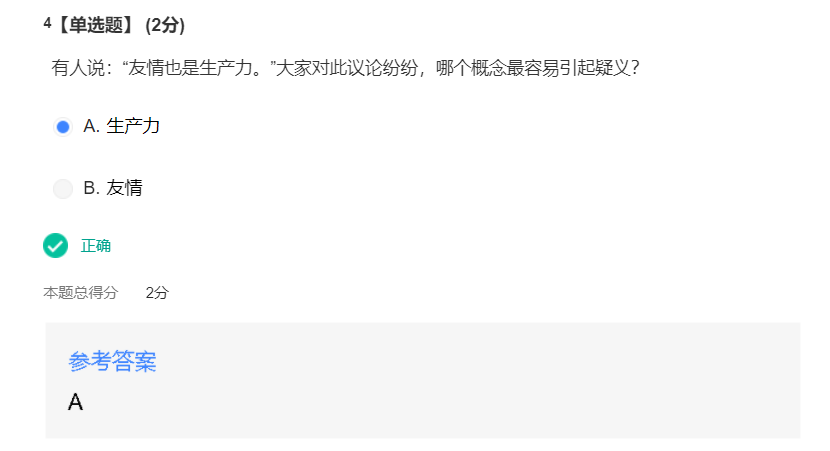 4【单选题】 (2分)
有人说：“友情也是生产力。”大家对此议论纷纷，哪个概念最容易引起疑义？
A. 生产力
B. 友情
正确
本题总得分 2分
参考答案
A